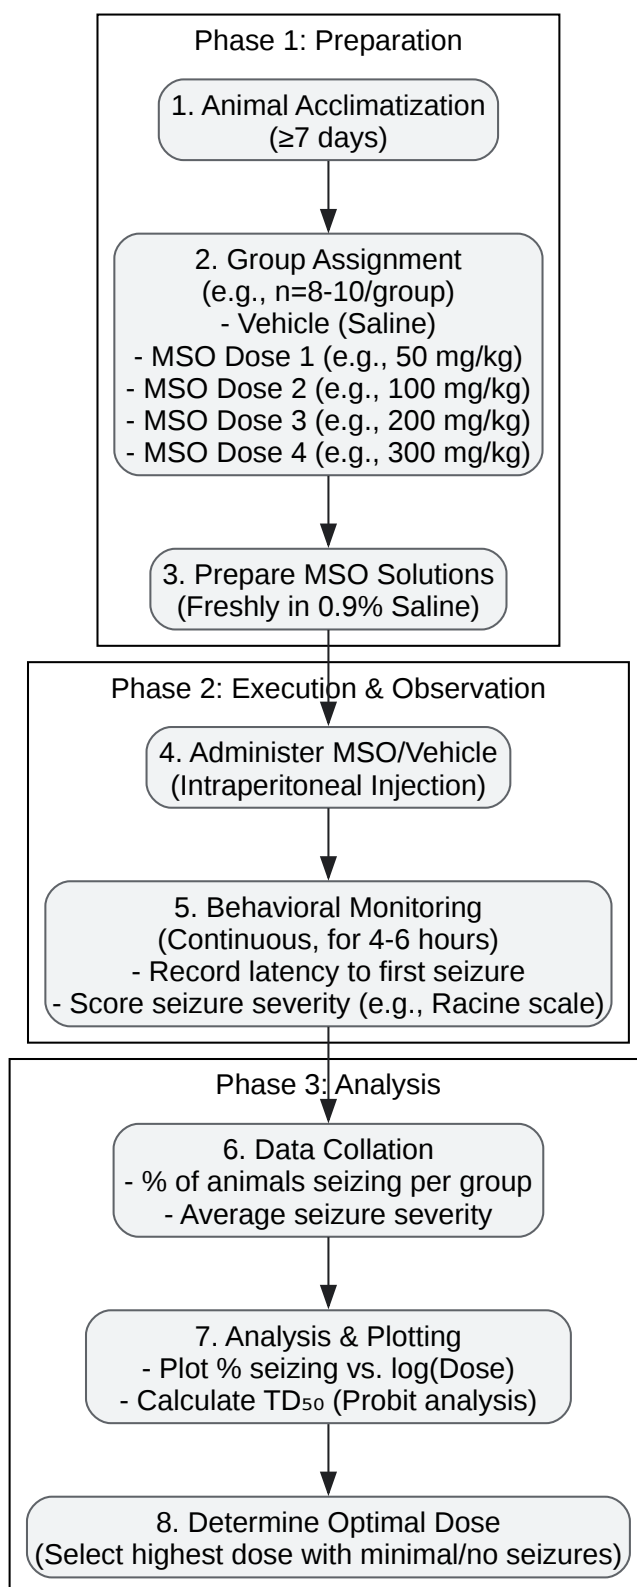 Phase 1: Preparation
1. Animal Acclimatization
(≥7 days)
2. Group Assignment
(e.g., n=8-10/group)
- Vehicle (Saline)
- MSO Dose 1 (e.g., 50 mg/kg)
- MSO Dose 2 (e.g., 100 mg/kg)
- MSO Dose 3 (e.g., 200 mg/kg)
- MSO Dose 4 (e.g., 300 mg/kg)
3. Prepare MSO Solutions
(Freshly in 0.9% Saline)
Phase 2: Execution & Observation
4. Administer MSO/Vehicle
(Intraperitoneal Injection)
5. Behavioral Monitoring
(Continuous, for 4-6 hours)
- Record latency to first seizure
- Score seizure severity (e.g., Racine scale)
Phase 3: Analysis
6. Data Collation
- % of animals seizing per group
- Average seizure severity
7. Analysis & Plotting
- Plot % seizing vs. log(Dose)
- Calculate TD₅₀ (Probit analysis)
8. Determine Optimal Dose
(Select highest dose with minimal/no seizures)